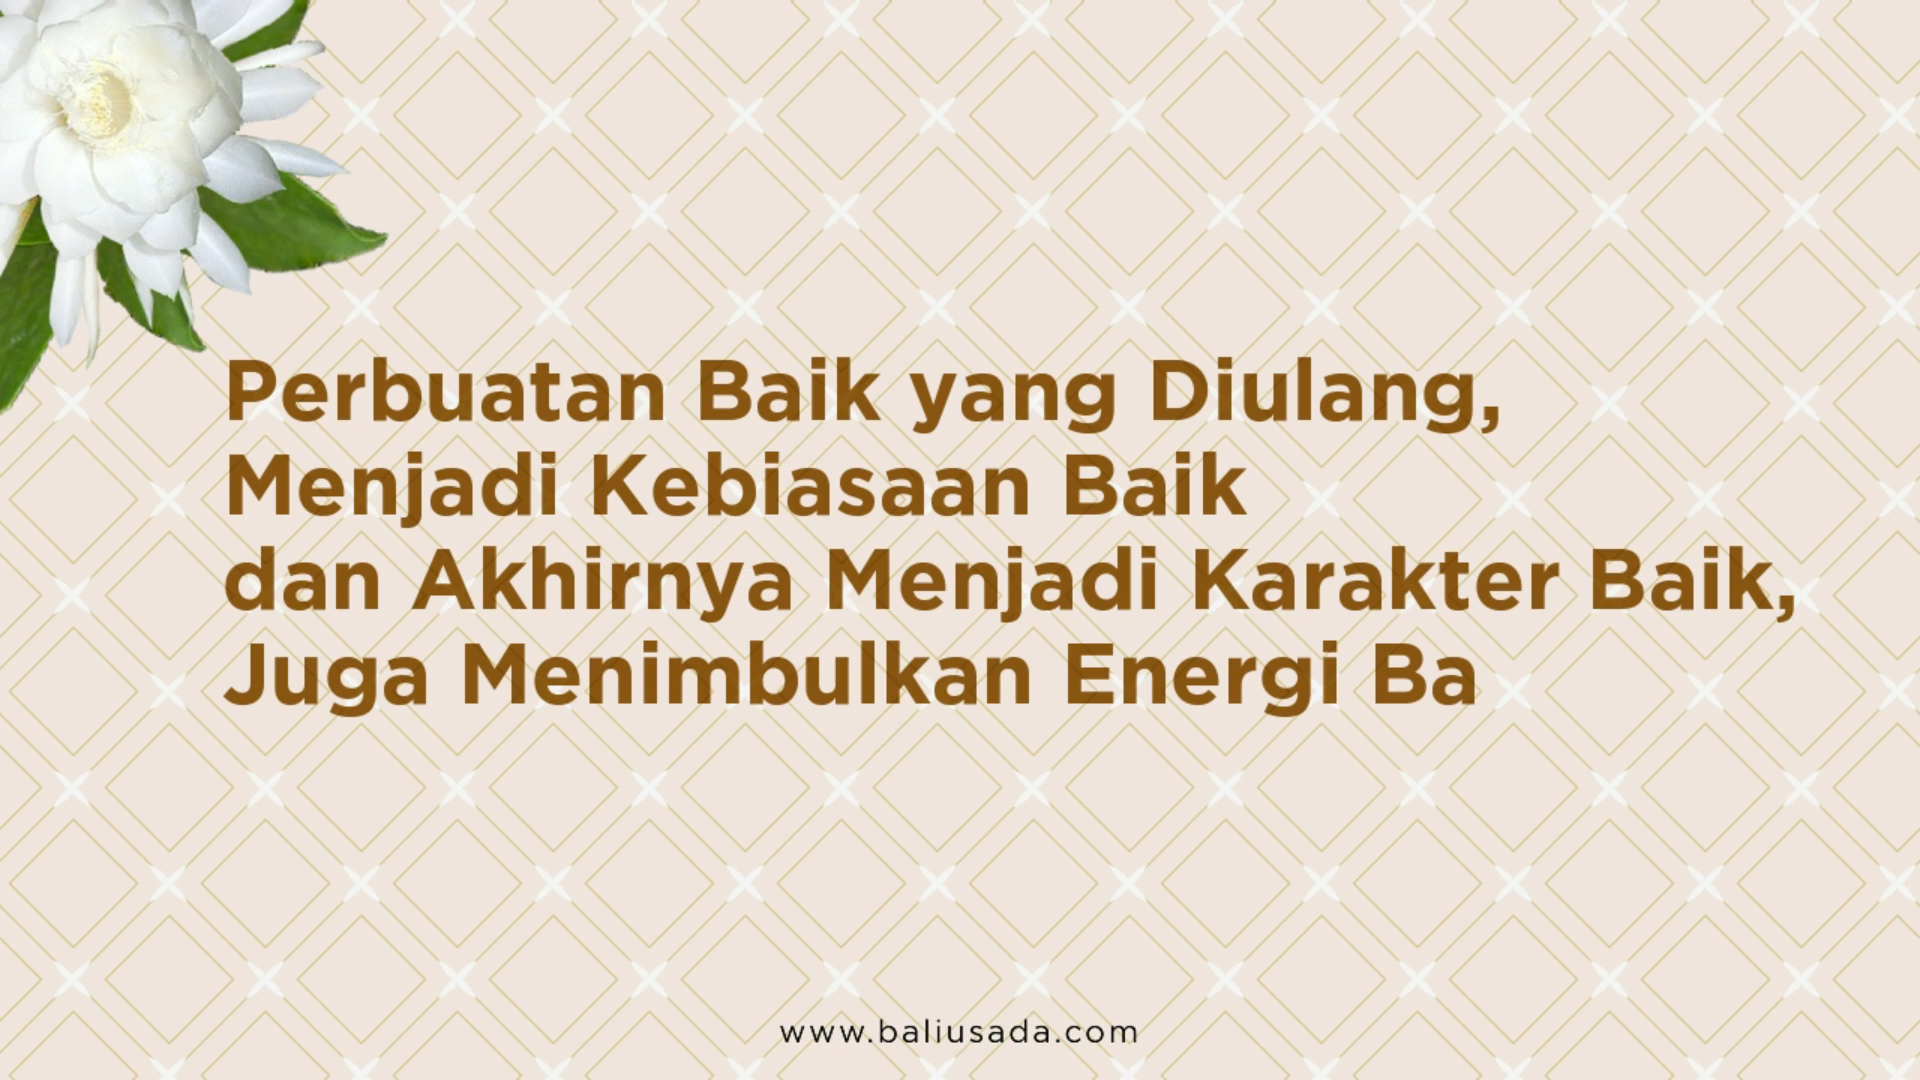 Perbuatan Baik yang Diulang,
Menjadi Kebiasaan Baik
dan Akhirnya Menjadi Karakter Baik,
Juga Menimbulkan Energi Ba
www.baliusada.com